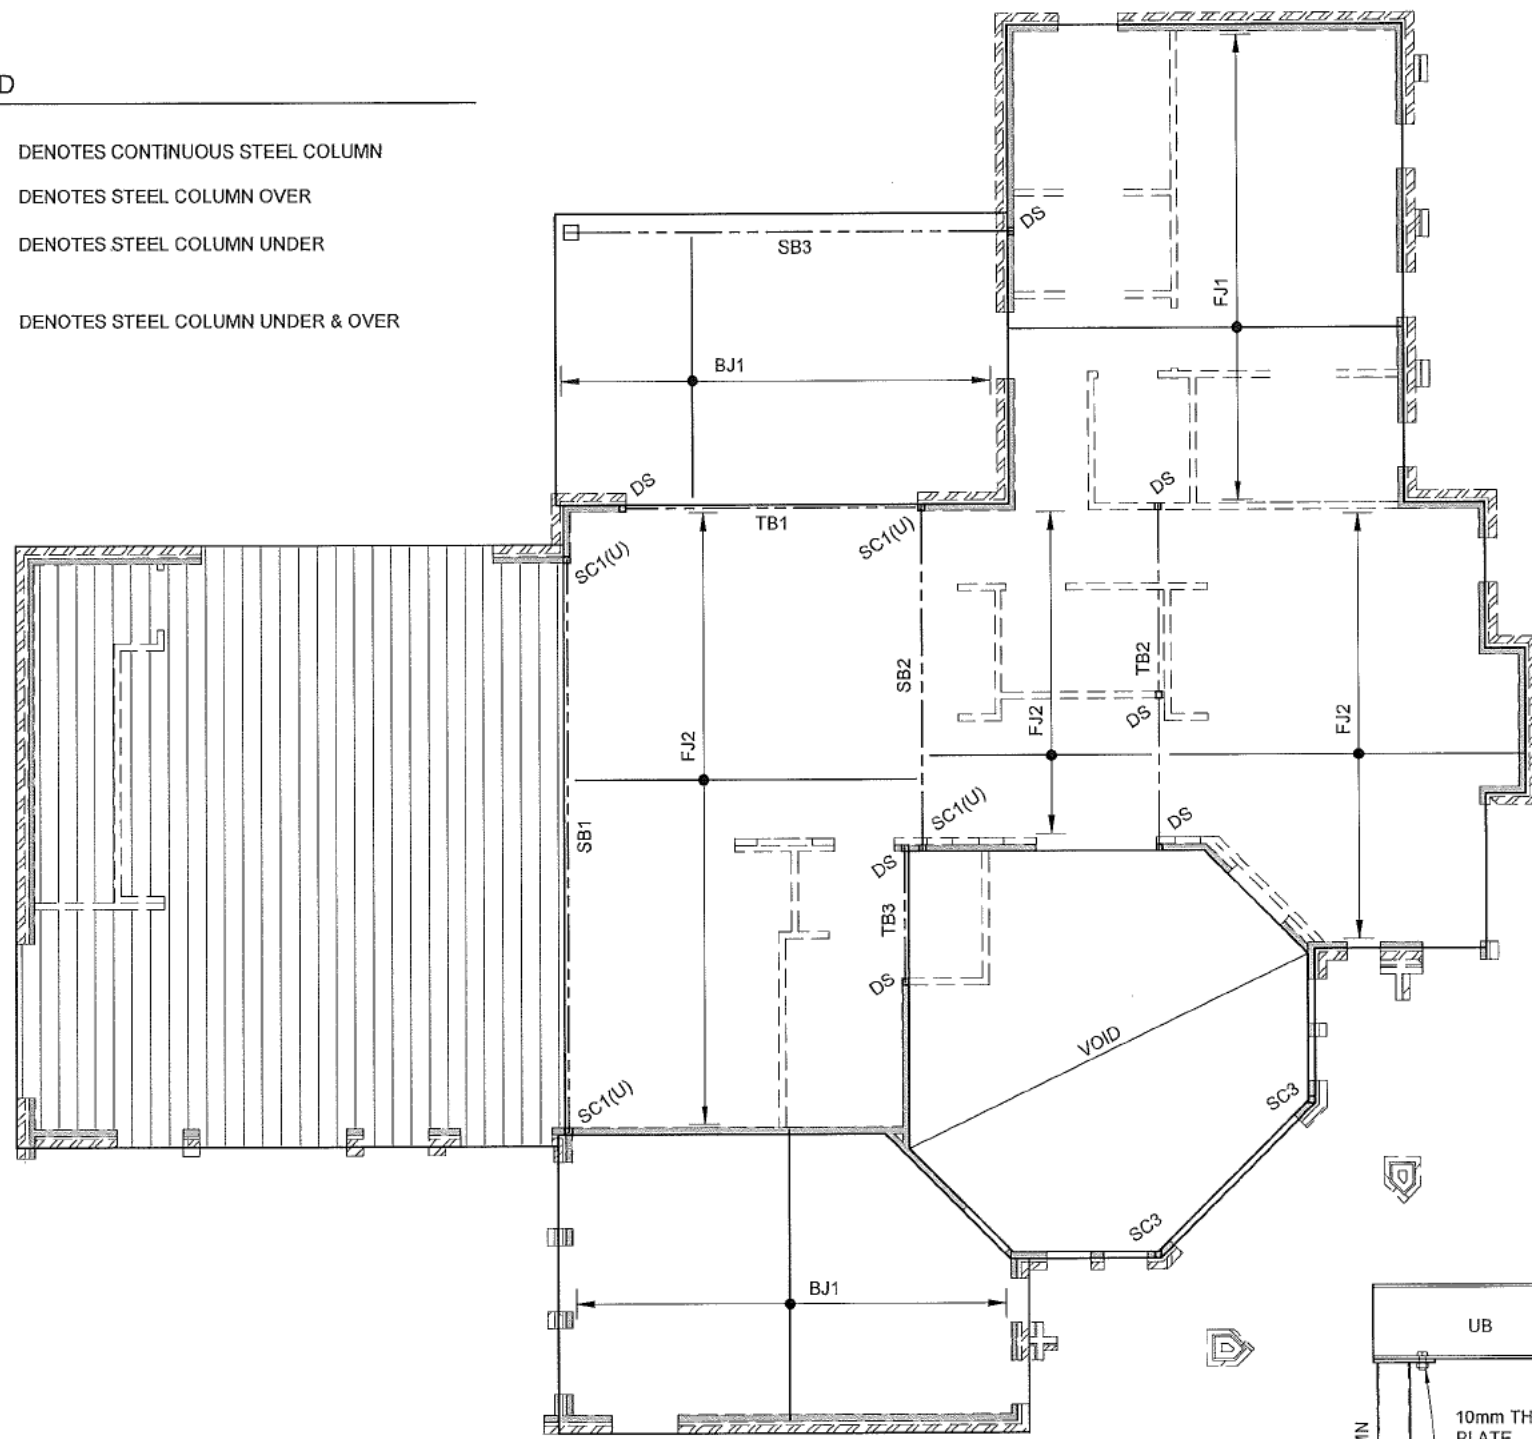 D
DENOTES CONTINUOUS STEEL COLUMN
DENOTES STEEL COLUMN OVER
DENOTES STEEL COLUMN UNDER
DENOTES STEEL COLUMN UNDER & OVER
DS
SB3
FJ1
BJ1
DS
TB1
SC1(U)
DS
SC1(U)
SB2
TB2
FJ2
FJ2
FJ2
DS
SB1
SC1(U)
DS
DS
TB3
DS
VOID
SC1(U)
SC3
SC3
BJ1
UB
10mm TH
PLATE
MN